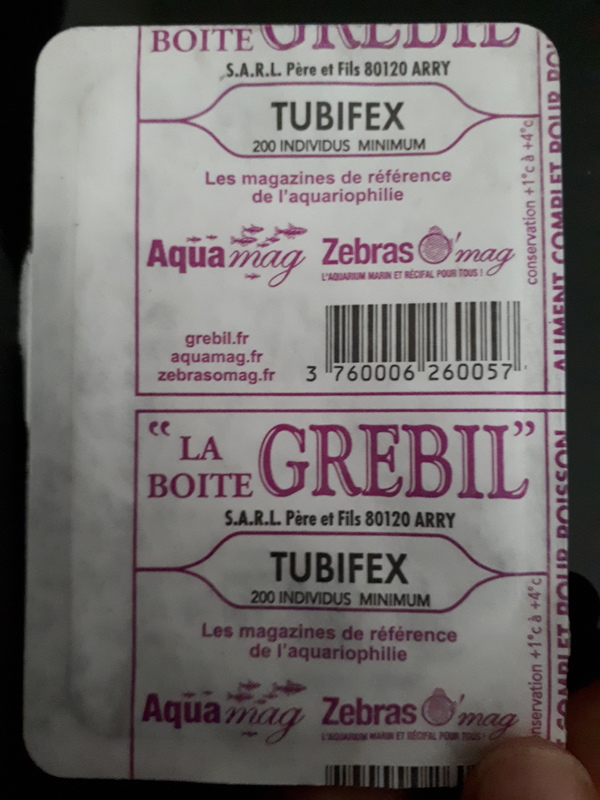 BOITE GREBIL
S.A.R.L. Père et Fils 80120 ARRY
TUBIFEX
200 INDIVIDUS MINIMUM
Les magazines de référence
de l'aquariophilie
Aquamag
Zebras O'mag
L'AQUARIUM MARIN ET RÉCIFAL POUR TOUS !
grebil.fr
aquamag.fr
zebrasomag.fr
3 760006 260057
conservation +1°c à +4°c
ALIMENT COMPLET POUR
“ LA
BOITE GREBIL”
S.A.R.L. Père et Fils 80120 ARRY
TUBIFEX
200 INDIVIDUS MINIMUM
Les magazines de référence
de l'aquariophilie
Aquamag
Zebras O'mag
L'AQUARIUM MARIN ET RÉCIFAL POUR TOUS !
nservation +1°c à +4°c
COMPLET POUR POISSON